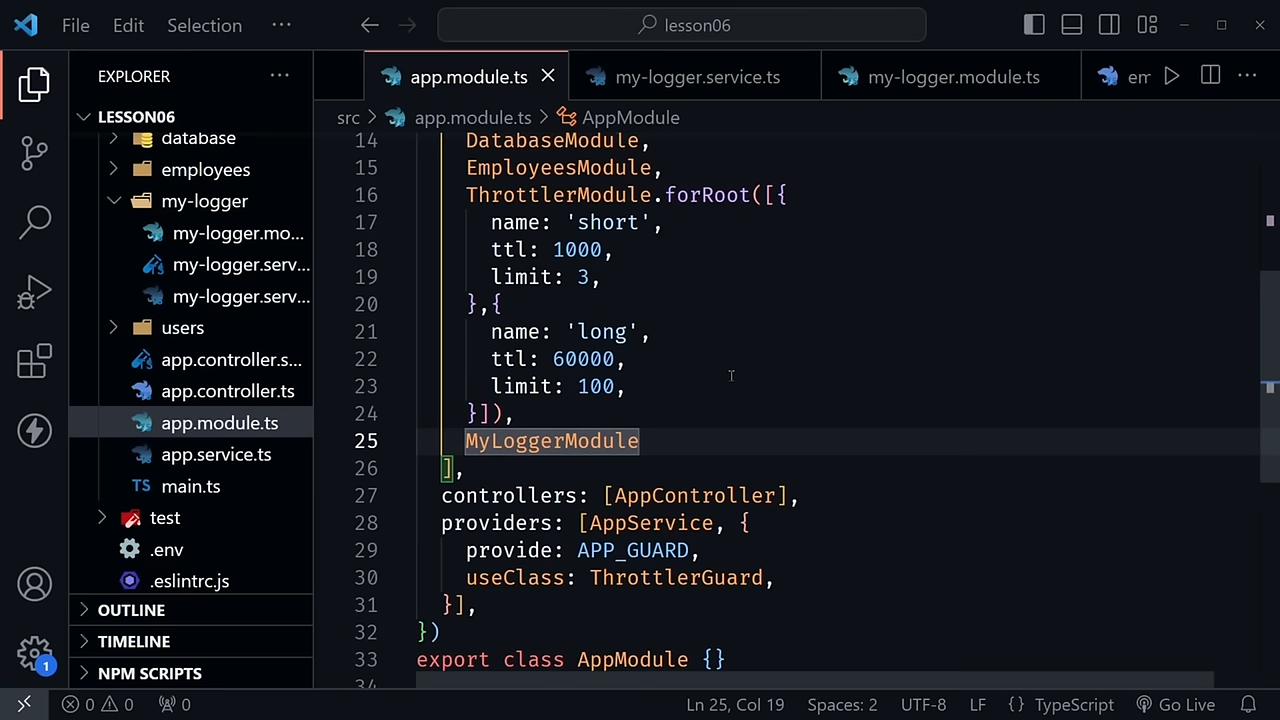 File Edit Selection ··· lesson06
EXPLORER ···
LESSON06
database
employees
my-logger
my-logger.mo...
my-logger.serv...
my-logger.serv...
users
app.controller.s...
app.controller.ts
app.module.ts
app.service.ts
TS main.ts
test
.env
.eslintrc.js
OUTLINE
TIMELINE
NPM SCRIPTS
1
app.module.ts my-logger.service.ts my-logger.module.ts em ···
src > app.module.ts > AppModule
14 DatabaseModule,
15 EmployeesModule,
16 ThrottlerModule.forRoot([{
17 name: 'short',
18 ttl: 1000,
19 limit: 3,
20 },{
21 name: 'long',
22 ttl: 60000,
23 limit: 100,
24 }]),
25 MyLoggerModule
26 ],
27 controllers: [AppController],
28 providers: [AppService, {
29 provide: APP_GUARD,
30 useClass: ThrottlerGuard,
31 }],
32 })
33 export class AppModule {}
34
0 0 0 Ln 25, Col 19 Spaces: 2 UTF-8 LF {} TypeScript Go Live